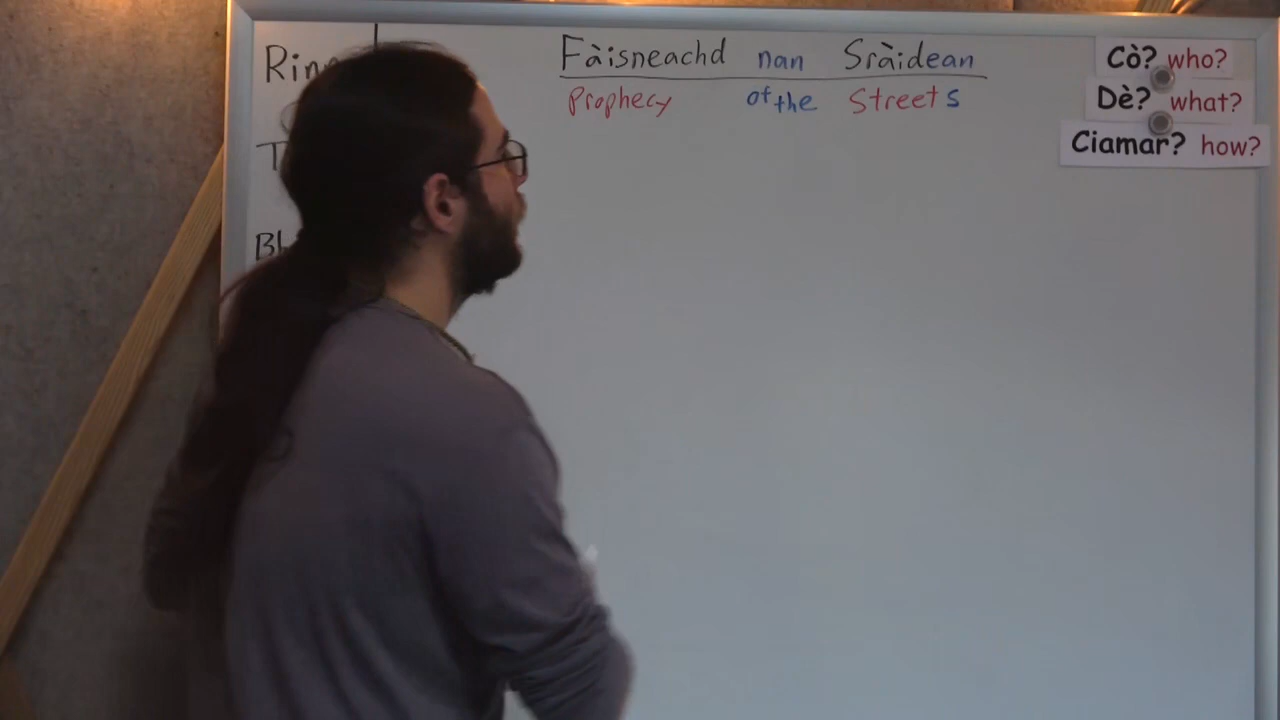 Fàisneachd nan Sràidean
Prophecy of the Streets
Cò? who?
Dè? what?
Ciamar? how?